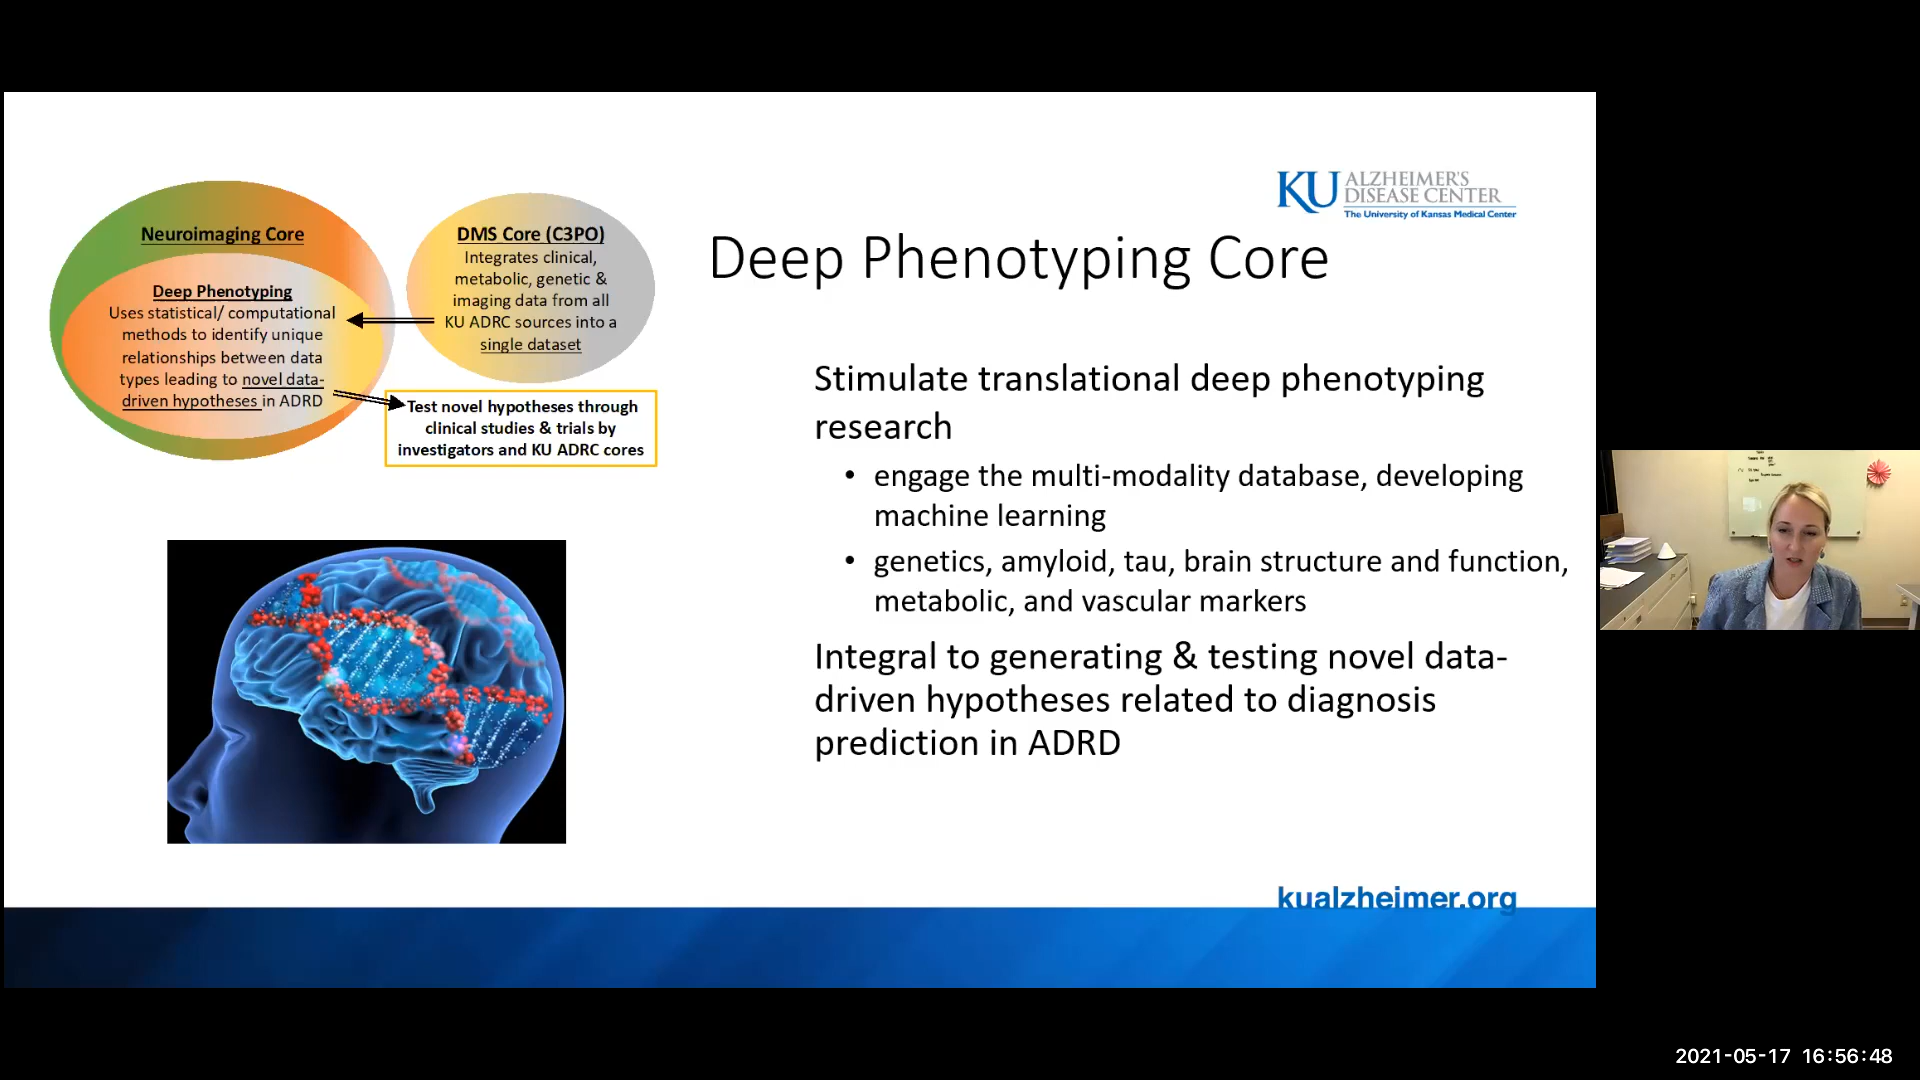 Neuroimaging Core
Deep Phenotyping
Uses statistical/ computational
methods to identify unique
relationships between data
types leading to novel data-
driven hypotheses in ADRD
DMS Core (C3PO)
Integrates clinical,
metabolic, genetic &
imaging data from all
KU ADRC sources into a
single dataset
Test novel hypotheses through
clinical studies & trials by
investigators and KU ADRC cores
KU ALZHEIMER'S
DISEASE CENTER
The University of Kansas Medical Center
Deep Phenotyping Core
Stimulate translational deep phenotyping
research
• engage the multi-modality database, developing
machine learning
• genetics, amyloid, tau, brain structure and function,
metabolic, and vascular markers
Integral to generating & testing novel data-
driven hypotheses related to diagnosis
prediction in ADRD
kualzheimer.org
2021-05-17 16:56:48